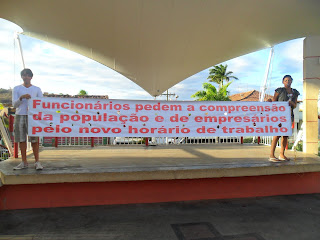 Funcionários pedem a compreensão
da população e de empresários
pelo novo horário de trabalho